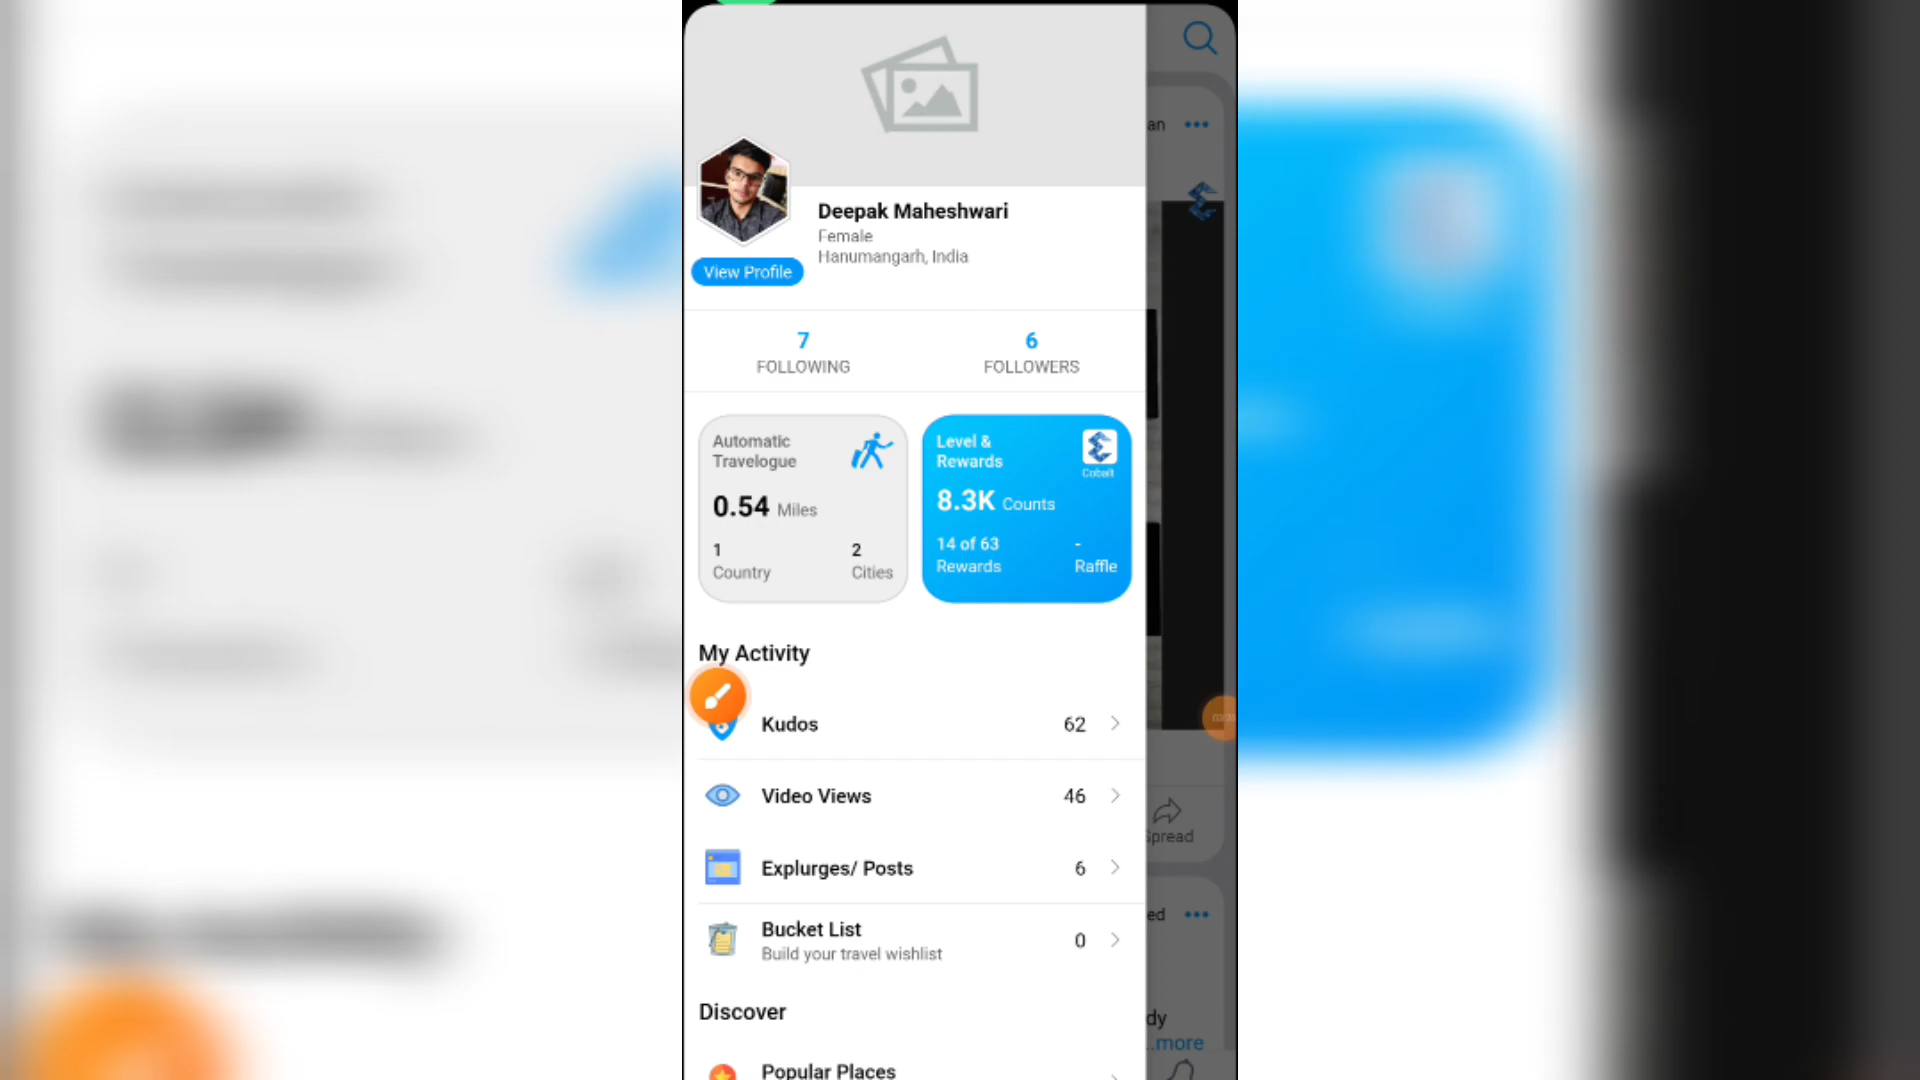 Deepak Maheshwari
Female
Hanumangarh, India
View Profile
7
FOLLOWING
6
FOLLOWERS
Automatic
Travelogue
0.54 Miles
1
Country
2
Cities
Level &
Rewards
Cobalt
8.3K Counts
14 of 63
Rewards
-
Raffle
My Activity
Kudos 62
Video Views 46
Explurges/ Posts 6
Bucket List
Build your travel wishlist
0
Discover
Popular Places
an
Spread
ed
dy
...more